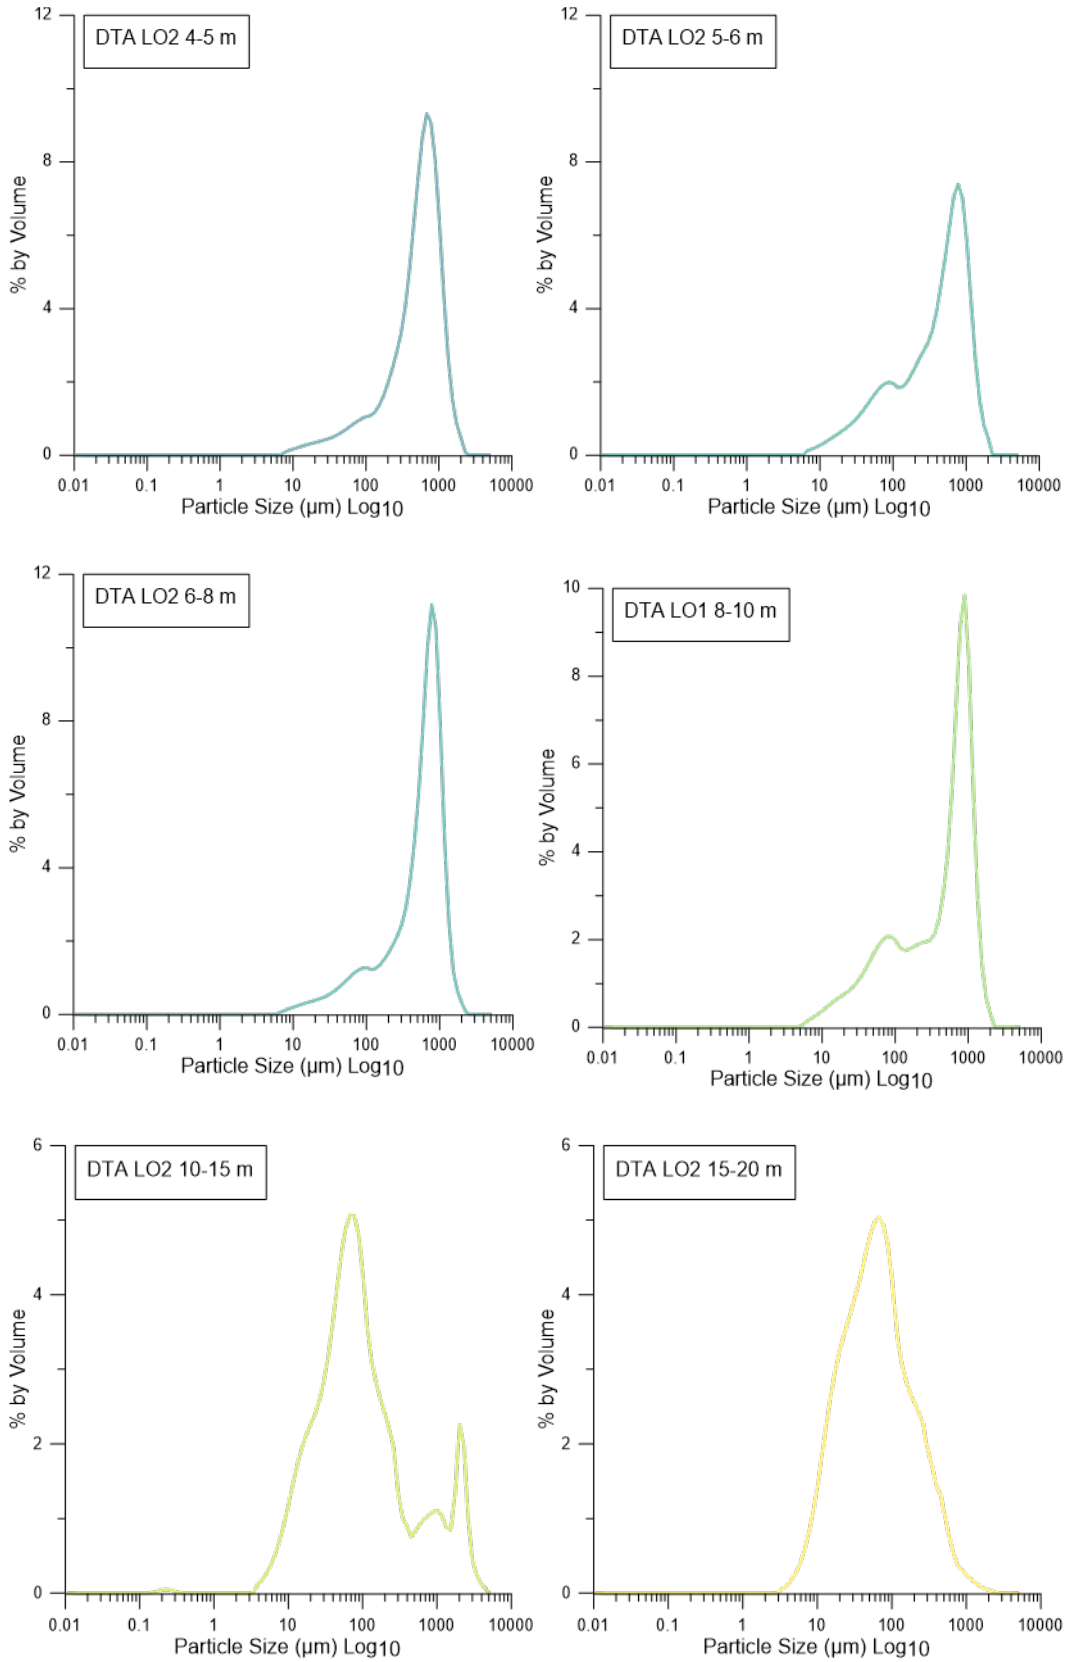 DTA LO2 4-5 m
12
8
4
0
% by Volume
0.01 0.1 1 10 100 1000 10000
Particle Size (µm) Log10
DTA LO2 5-6 m
12
8
4
0
% by Volume
0.01 0.1 1 10 100 1000 10000
Particle Size (µm) Log10
DTA LO2 6-8 m
12
8
4
0
% by Volume
0.01 0.1 1 10 100 1000 10000
Particle Size (µm) Log10
DTA LO1 8-10 m
10
8
6
4
2
0
% by Volume
0.01 0.1 1 10 100 1000 10000
Particle Size (µm) Log10
DTA LO2 10-15 m
6
4
2
0
% by Volume
0.01 0.1 1 10 100 1000 10000
Particle Size (µm) Log10
DTA LO2 15-20 m
6
4
2
0
% by Volume
0.01 0.1 1 10 100 1000 10000
Particle Size (µm) Log10